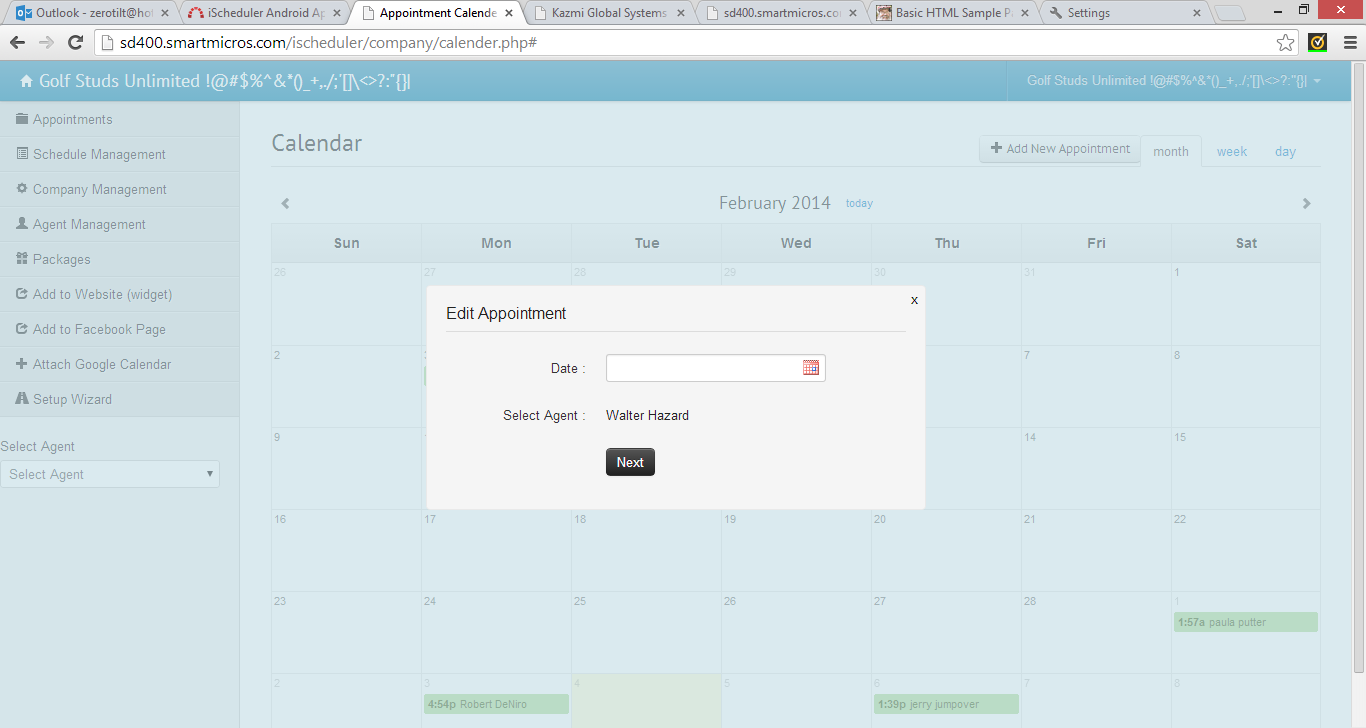 Outlook - zerotilt@hot
iScheduler Android Ap
Appointment Calende
Kazmi Global Systems
sd400.smartmicros.co
Basic HTML Sample P
Settings
sd400.smartmicros.com/ischeduler/company/calender.php#
Golf Studs Unlimited !@#$%^&*()_+,./;'[]\<>?:"{}|
Golf Studs Unlimited !@#$%^&*()_+,./;'[]\<>?:"{}|
Appointments
Schedule Management
Company Management
Agent Management
Packages
Add to Website (widget)
Add to Facebook Page
Attach Google Calendar
Setup Wizard
Select Agent
Select Agent
Calendar
Add New Appointment
month week day
February 2014 today
Sun Mon Tue Wed Thu Fri Sat
26 27 28 29 30 31 1
2 7 8
9 14 15
16 17 18 19 20 21 22
23 24 25 26 27 28 1
1:57a paula putter
2 3 4 5 6 7 8
4:54p Robert DeNiro
1:39p jerry jumpover
x
Edit Appointment
Date :
Select Agent : Walter Hazard
Next